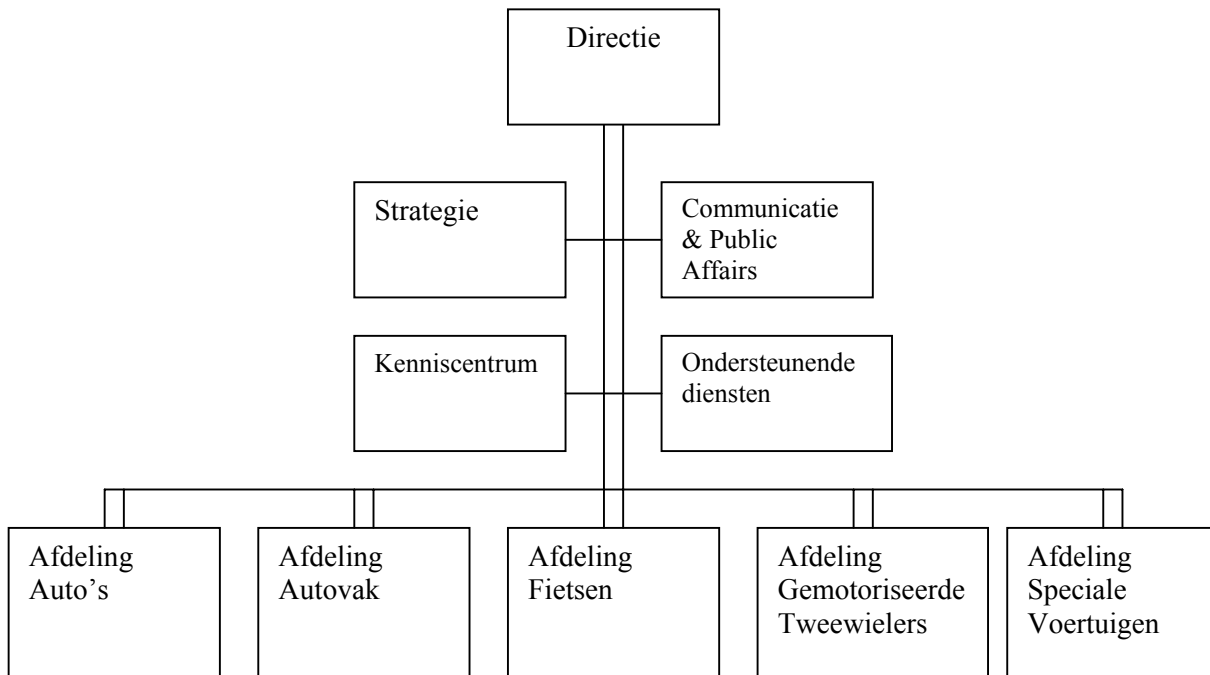 Directie
Strategie
Communicatie
& Public
Affairs
Kenniscentrum
Ondersteunende
diensten
Afdeling
Auto’s
Afdeling
Autovak
Afdeling
Fietsen
Afdeling
Gemotoriseerde
Tweewielers
Afdeling
Speciale
Voertuigen